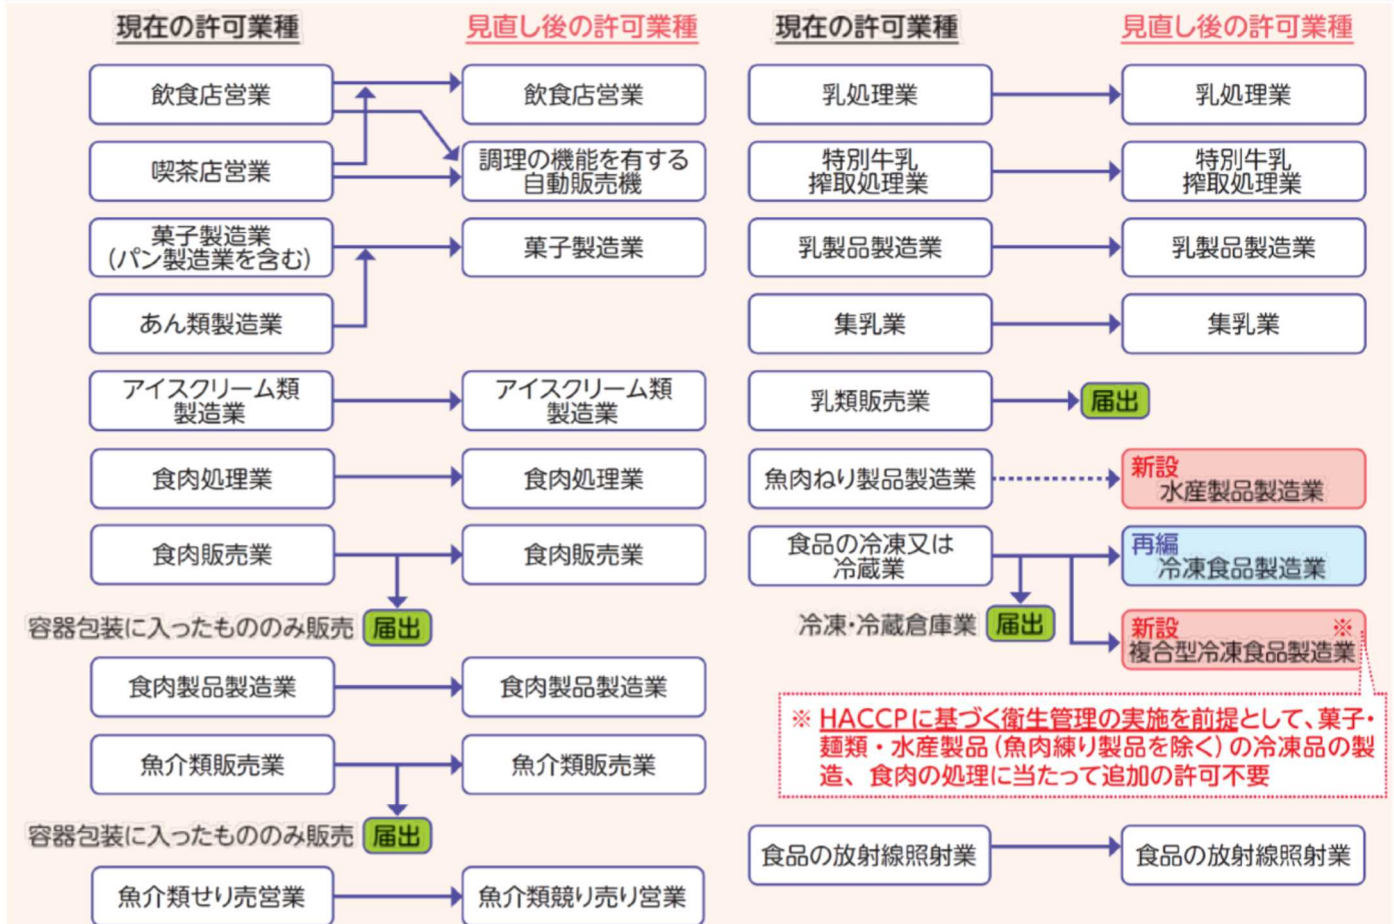 現在の許可業種
見直し後の許可業種
飲食店営業
飲食店営業
喫茶店営業
調理の機能を有する
自動販売機
菓子製造業
(パン製造業を含む)
菓子製造業
あん類製造業
アイスクリーム類
製造業
アイスクリーム類
製造業
食肉処理業
食肉処理業
食肉販売業
食肉販売業
容器包装に入ったもののみ販売 届出
食肉製品製造業
食肉製品製造業
魚介類販売業
魚介類販売業
容器包装に入ったもののみ販売 届出
魚介類せり売営業
魚介類競り売り営業
現在の許可業種
見直し後の許可業種
乳処理業
乳処理業
特別牛乳
搾取処理業
特別牛乳
搾取処理業
乳製品製造業
乳製品製造業
集乳業
集乳業
乳類販売業
届出
魚肉ねり製品製造業
新設
水産製品製造業
食品の冷凍又は
冷蔵業
再編
冷凍食品製造業
冷凍・冷蔵倉庫業 届出
新設 ※
複合型冷凍食品製造業
※ HACCPに基づく衛生管理の実施を前提として、菓子・
麺類・水産製品（魚肉練り製品を除く）の冷凍品の製
造、食肉の処理に当たって追加の許可不要
食品の放射線照射業
食品の放射線照射業